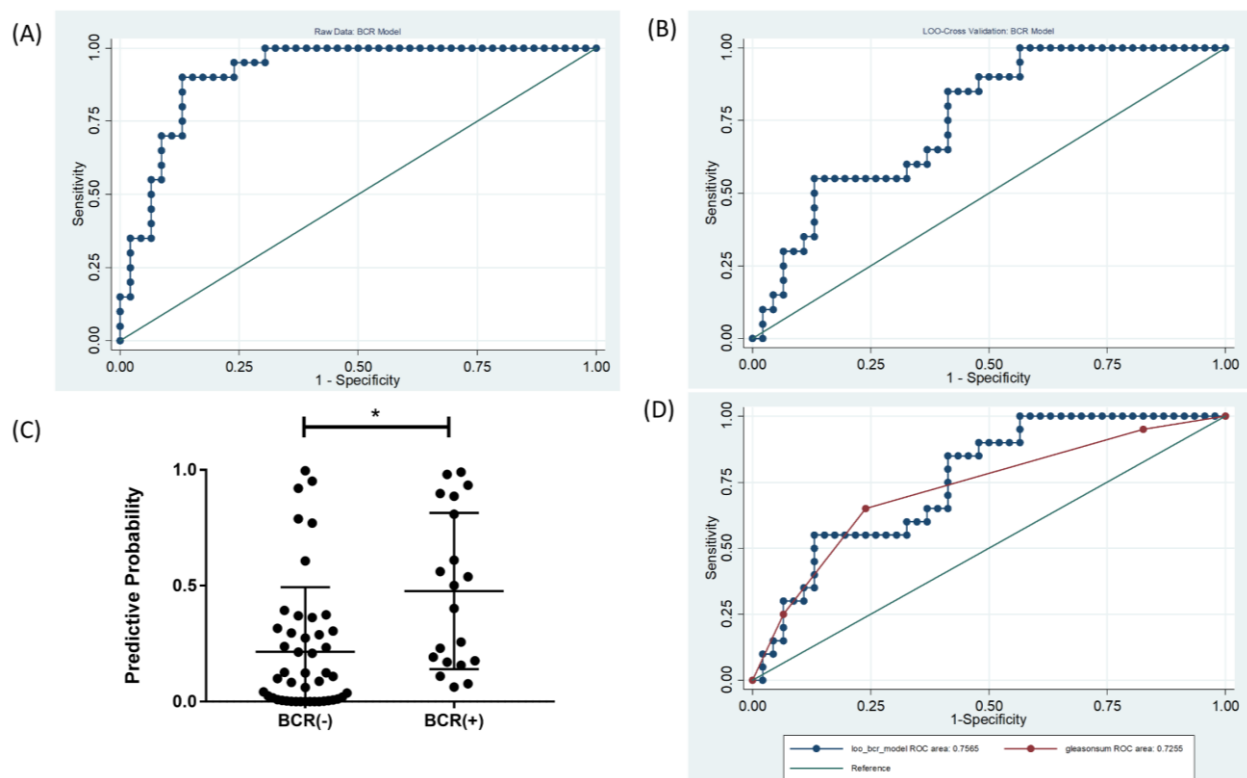 (A)
Raw Data: BCR Model
Sensitivity
0.00 0.25 0.50 0.75 1.00
0.00 0.25 0.50 0.75 1.00
1 - Specificity
(B)
LOO-Cross Validation: BCR Model
Sensitivity
0.00 0.25 0.50 0.75 1.00
0.00 0.25 0.50 0.75 1.00
1 - Specificity
(C)
*
Predictive Probability
1.0
0.5
0.0
BCR(-) BCR(+)
(D)
Sensitivity
0.00 0.25 0.50 0.75 1.00
0.00 0.25 0.50 0.75 1.00
1-Specificity
loo_bcr_model ROC area: 0.7565 gleasonsum ROC area: 0.7255
Reference